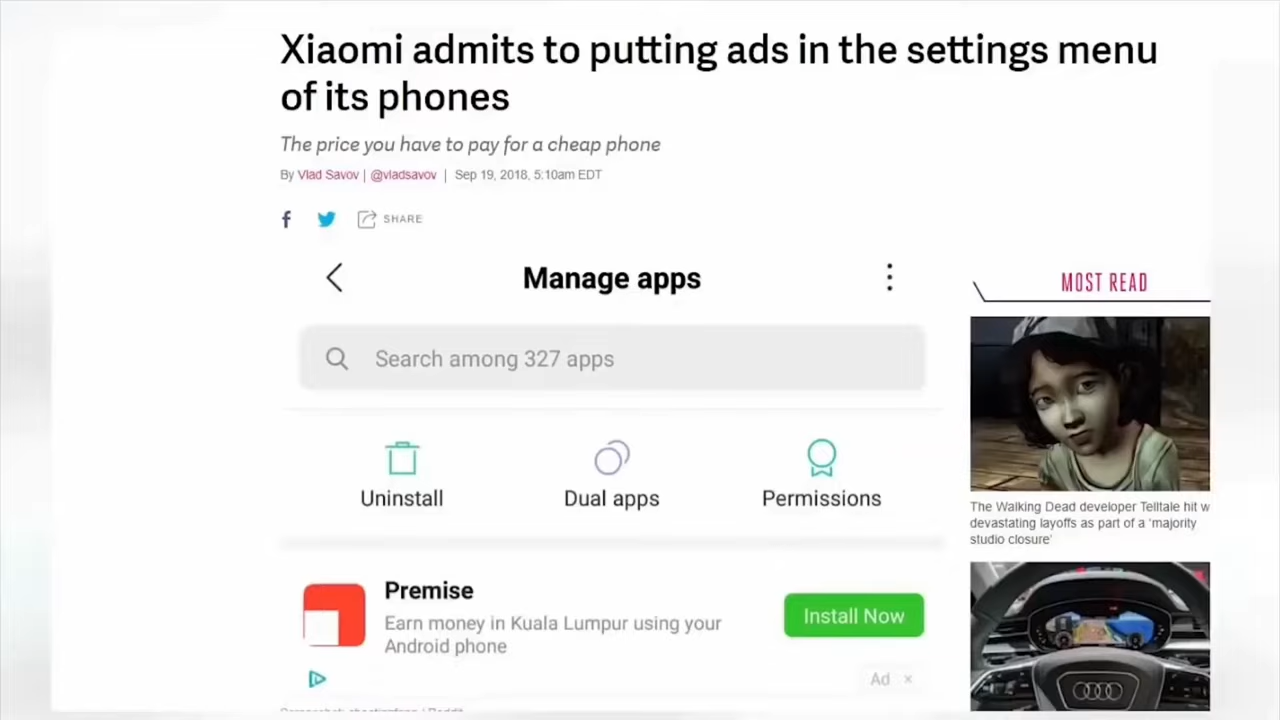 Xiaomi admits to putting ads in the settings menu
of its phones
The price you have to pay for a cheap phone
By Vlad Savov | @vladsavov | Sep 19, 2018, 5:10am EDT
SHARE
Manage apps
Search among 327 apps
Uninstall
Dual apps
Permissions
Premise
Earn money in Kuala Lumpur using your
Android phone
Install Now
Ad
MOST READ
The Walking Dead developer Telltale hit w
devastating layoffs as part of a ‘majority
studio closure’